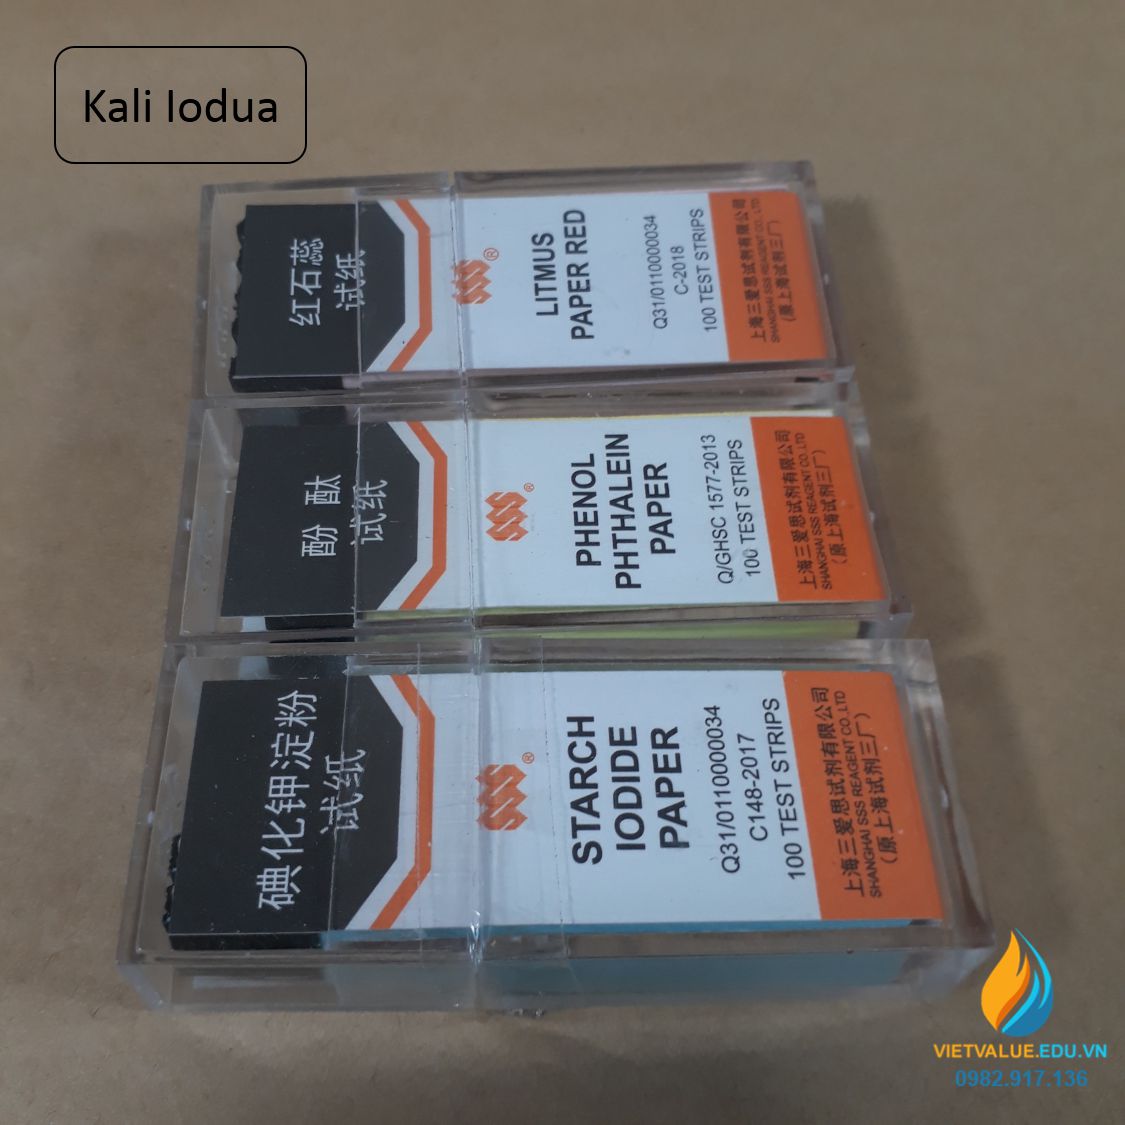 Kali Iodua
红石蕊
试纸
SSS®
LITMUS
PAPER RED
Q31/0110000034
C-2018
100 TEST STRIPS
上海三爱思试剂有限公司
SHANGHAI SSS REAGENT CO., LTD
(原上海试剂三厂)
酚 酞
试纸
SSS®
PHENOL
PHTHALEIN
PAPER
Q/GHSC 1577-2013
100 TEST STRIPS
上海三爱思试剂有限公司
SHANGHAI SSS REAGENT CO., LTD
(原上海试剂三厂)
碘化钾淀粉
试纸
SSS®
STARCH
IODIDE
PAPER
Q31/0110000034
C148-2017
100 TEST STRIPS
上海三爱思试剂有限公司
SHANGHAI SSS REAGENT CO., LTD
(原上海试剂三厂)
VIETVALUE.EDU.VN
0982.917.136